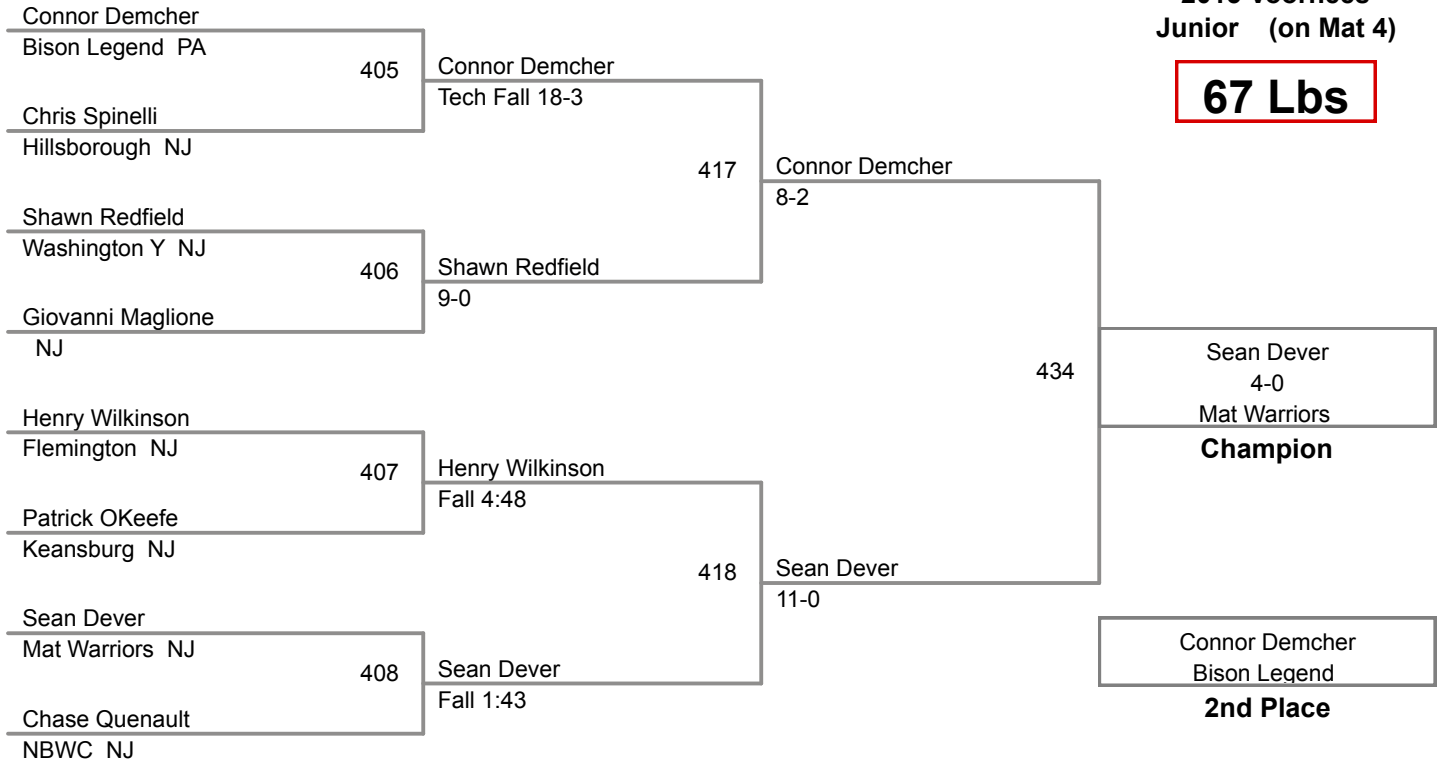 Junior (on Mat 4)
67 Lbs
Connor Demcher
Bison Legend PA
405
Chris Spinelli
Hillsborough NJ
Shawn Redfield
Washington Y NJ
406
Giovanni Maglione
NJ
Henry Wilkinson
Flemington NJ
407
Patrick OKeefe
Keansburg NJ
Sean Dever
Mat Warriors NJ
408
Chase Quenault
NBWC NJ
Connor Demcher
Tech Fall 18-3
417
Shawn Redfield
9-0
Henry Wilkinson
Fall 4:48
418
Sean Dever
Fall 1:43
Connor Demcher
8-2
434
Sean Dever
11-0
Sean Dever
4-0
Mat Warriors
Champion
Connor Demcher
Bison Legend
2nd Place